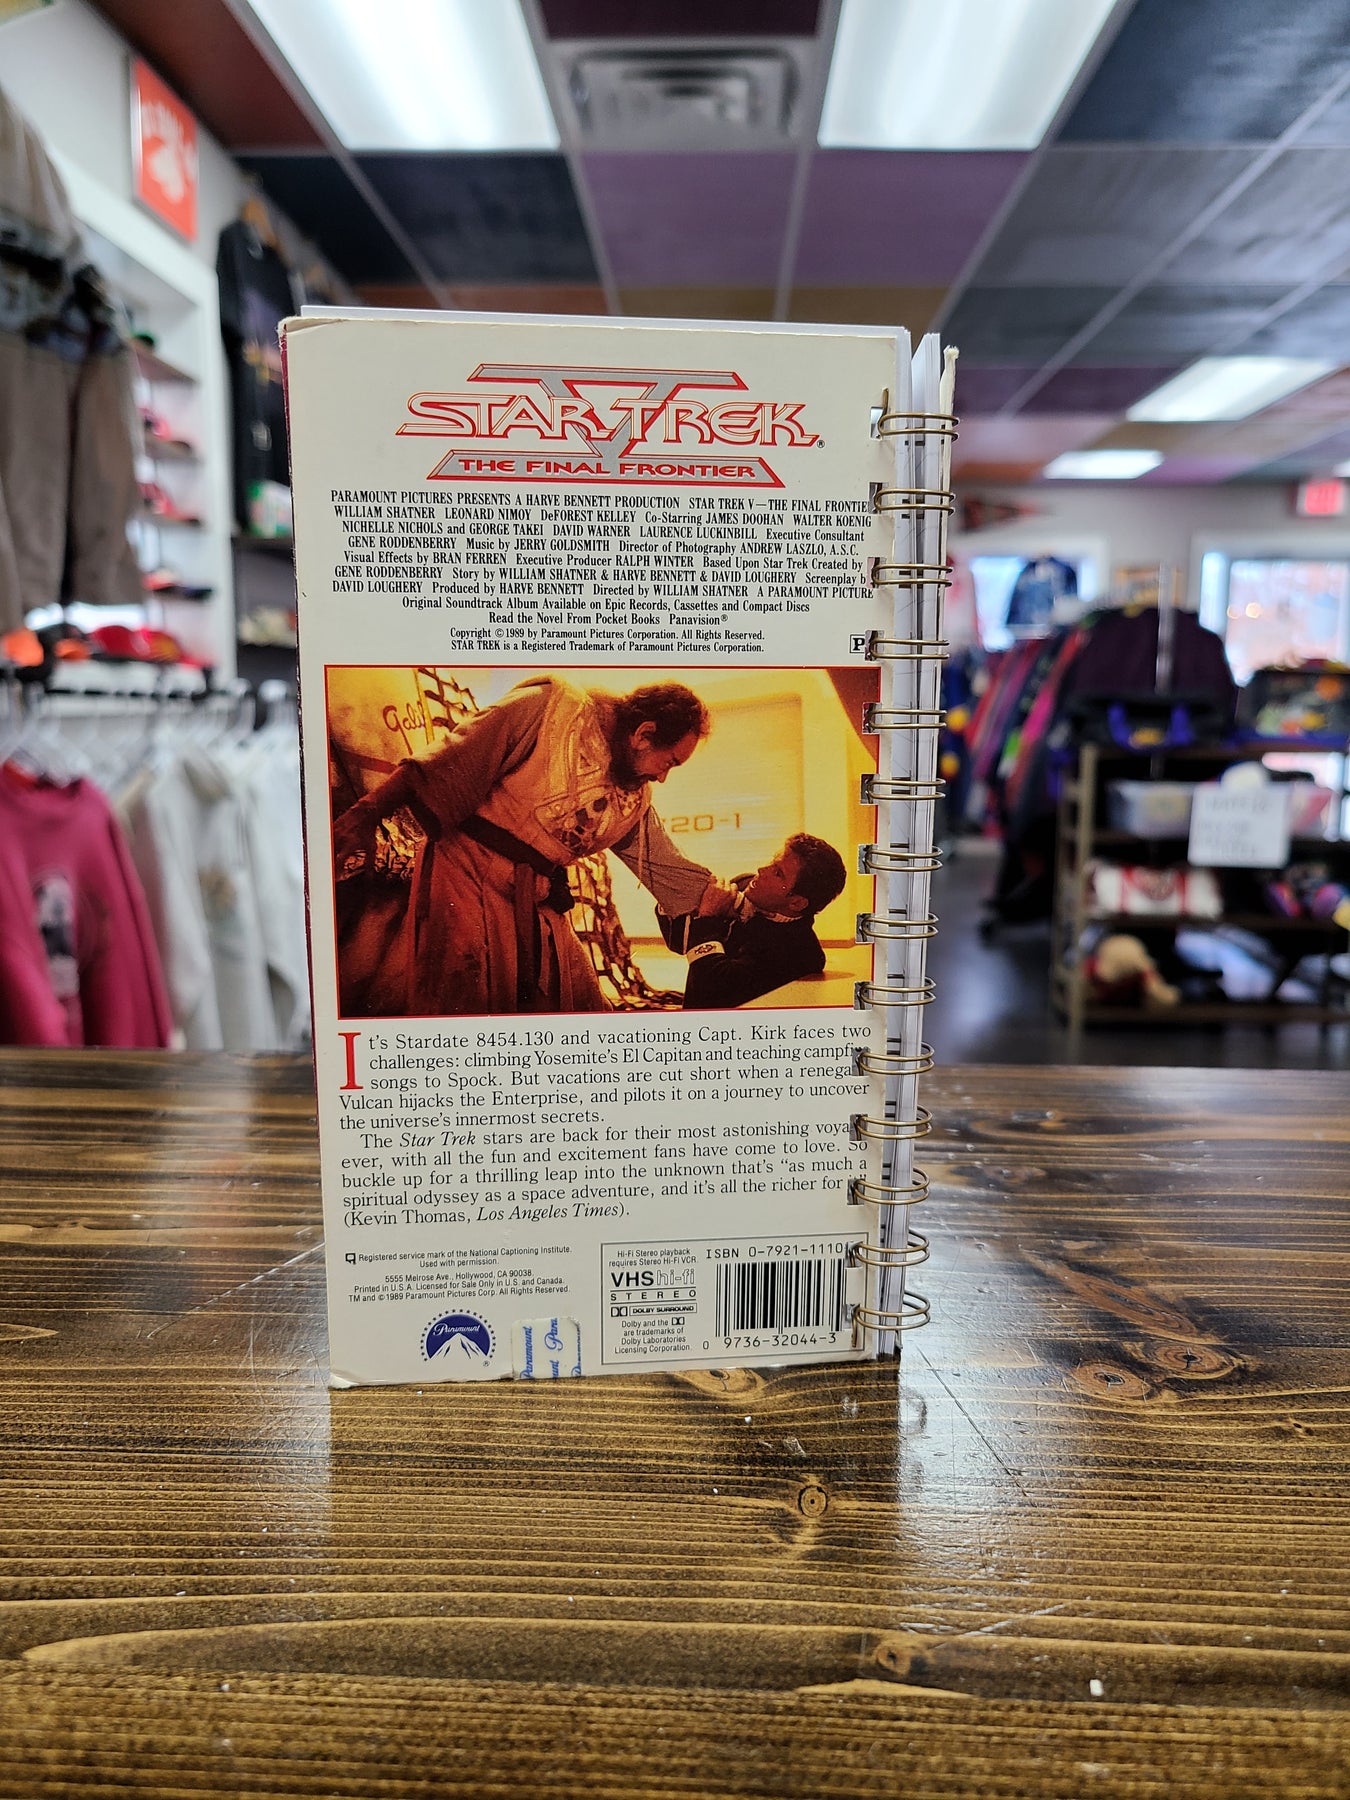 V
STAR TREK®
THE FINAL FRONTIER
PARAMOUNT PICTURES PRESENTS A HARVE BENNETT PRODUCTION STAR TREK V—THE FINAL FRONTIE
WILLIAM SHATNER LEONARD NIMOY DeFOREST KELLEY Co-Starring JAMES DOOHAN WALTER KOENIG
NICHELLE NICHOLS and GEORGE TAKEI DAVID WARNER LAURENCE LUCKINBILL Executive Consultant
GENE RODDENBERRY Music by JERRY GOLDSMITH Director of Photography ANDREW LASZLO, A.S.C.
Visual Effects by BRAN FERREN Executive Producer RALPH WINTER Based Upon Star Trek Created by
GENE RODDENBERRY Story by WILLIAM SHATNER & HARVE BENNETT & DAVID LOUGHERY Screenplay b
DAVID LOUGHERY Produced by HARVE BENNETT Directed by WILLIAM SHATNER A PARAMOUNT PICTURE
Original Soundtrack Album Available on Epic Records, Cassettes and Compact Discs
Read the Novel From Pocket Books Panavision®
Copyright ©1989 by Paramount Pictures Corporation. All Rights Reserved.
STAR TREK is a Registered Trademark of Paramount Pictures Corporation.
P
20-1
It's Stardate 8454.130 and vacationing Capt. Kirk faces two
challenges: climbing Yosemite's El Capitan and teaching campfi
songs to Spock. But vacations are cut short when a renega
Vulcan hijacks the Enterprise, and pilots it on a journey to uncover
the universe's innermost secrets.
The Star Trek stars are back for their most astonishing voya
ever, with all the fun and excitement fans have come to love. So
buckle up for a thrilling leap into the unknown that's "as much a
spiritual odyssey as a space adventure, and it's all the richer for
(Kevin Thomas, Los Angeles Times).
Registered service mark of the National Captioning Institute.
Used with permission.
5555 Melrose Ave., Hollywood, CA 90038.
Printed in U.S.A. Licensed for Sale Only in U.S. and Canada.
TM and ©1989 Paramount Pictures Corp. All Rights Reserved.
Paramount
®
Paramount
Hi-Fi Stereo playback
requires Stereo Hi-Fi VCR.
VHS hi-fi
STEREO
DOLBY SURROUND
Dolby and the
are trademarks of
Dolby Laboratories
Licensing Corporation.
ISBN 0-7921-1110
0 9736-32044-3